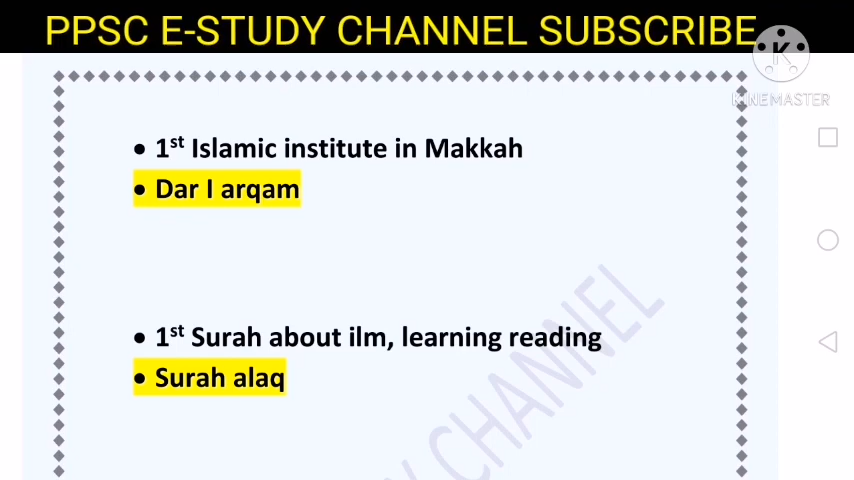 PPSC E-STUDY CHANNEL SUBSCRIBE
KINEMASTER
• 1st Islamic institute in Makkah
• Dar I arqam
• 1st Surah about ilm, learning reading
• Surah alaq
CHANNEL